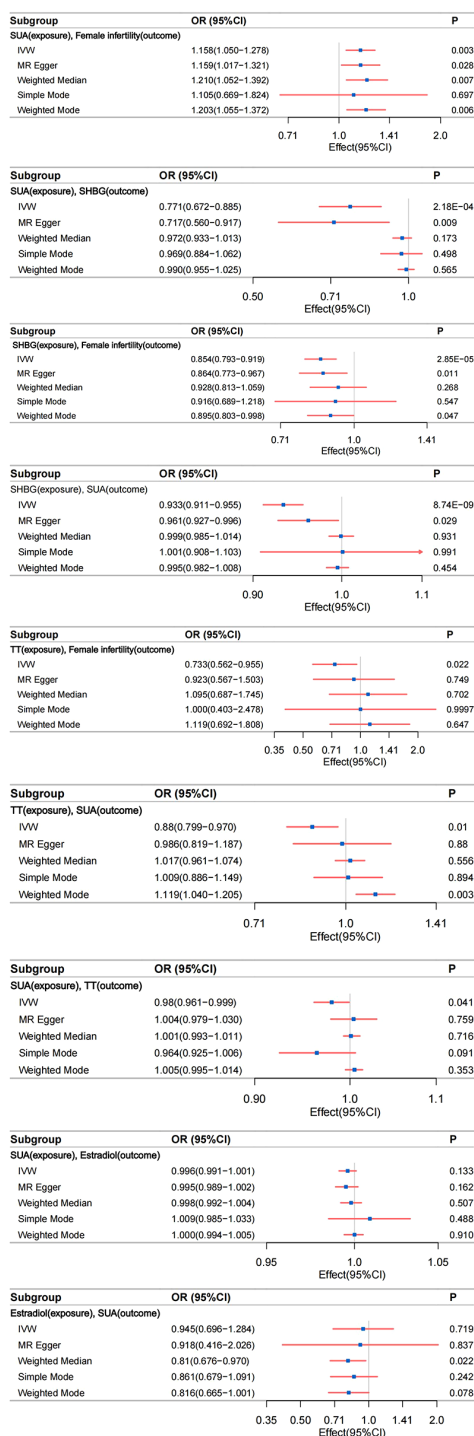 Subgroup OR (95%CI) P
SUA(exposure), Female infertility(outcome)
IVW 1.158(1.050−1.278) 0.003
MR Egger 1.159(1.017−1.321) 0.028
Weighted Median 1.210(1.052−1.392) 0.007
Simple Mode 1.105(0.669−1.824) 0.697
Weighted Mode 1.203(1.055−1.372) 0.006
0.71 1.0 1.41 2.0
Effect(95%CI)
Subgroup OR (95%CI) P
SUA(exposure), SHBG(outcome)
IVW 0.771(0.672−0.885) 2.18E−04
MR Egger 0.717(0.560−0.917) 0.009
Weighted Median 0.972(0.933−1.013) 0.173
Simple Mode 0.969(0.884−1.062) 0.498
Weighted Mode 0.990(0.955−1.025) 0.565
0.50 0.71 1.0
Effect(95%CI)
Subgroup OR (95%CI) P
SHBG(exposure), Female infertility(outcome)
IVW 0.854(0.793−0.919) 2.85E−05
MR Egger 0.864(0.773−0.967) 0.011
Weighted Median 0.928(0.813−1.059) 0.268
Simple Mode 0.916(0.689−1.218) 0.547
Weighted Mode 0.895(0.803−0.998) 0.047
0.71 1.0 1.41
Effect(95%CI)
Subgroup OR (95%CI) P
SHBG(exposure), SUA(outcome)
IVW 0.933(0.911−0.955) 8.74E−09
MR Egger 0.961(0.927−0.996) 0.029
Weighted Median 0.999(0.985−1.014) 0.931
Simple Mode 1.001(0.908−1.103) 0.991
Weighted Mode 0.995(0.982−1.008) 0.454
0.90 1.0 1.1
Effect(95%CI)
Subgroup OR (95%CI) P
TT(exposure), Female infertility(outcome)
IVW 0.733(0.562−0.955) 0.022
MR Egger 0.923(0.567−1.503) 0.749
Weighted Median 1.095(0.687−1.745) 0.702
Simple Mode 1.000(0.403−2.478) 0.9997
Weighted Mode 1.119(0.692−1.808) 0.647
0.35 0.50 0.71 1.0 1.41 2.0
Effect(95%CI)
Subgroup OR (95%CI) P
TT(exposure), SUA(outcome)
IVW 0.88(0.799−0.970) 0.01
MR Egger 0.986(0.819−1.187) 0.88
Weighted Median 1.017(0.961−1.074) 0.556
Simple Mode 1.009(0.886−1.149) 0.894
Weighted Mode 1.119(1.040−1.205) 0.003
0.71 1.0 1.41
Effect(95%CI)
Subgroup OR (95%CI) P
SUA(exposure), TT(outcome)
IVW 0.98(0.961−0.999) 0.041
MR Egger 1.004(0.979−1.030) 0.759
Weighted Median 1.001(0.993−1.011) 0.716
Simple Mode 0.964(0.925−1.006) 0.091
Weighted Mode 1.005(0.995−1.014) 0.353
0.90 1.0 1.1
Effect(95%CI)
Subgroup OR (95%CI) P
SUA(exposure), Estradiol(outcome)
IVW 0.996(0.991−1.001) 0.133
MR Egger 0.995(0.989−1.002) 0.162
Weighted Median 0.998(0.992−1.004) 0.507
Simple Mode 1.009(0.985−1.033) 0.488
Weighted Mode 1.000(0.994−1.005) 0.910
0.95 1.0 1.05
Effect(95%CI)
Subgroup OR (95%CI) P
Estradiol(exposure), SUA(outcome)
IVW 0.945(0.696−1.284) 0.719
MR Egger 0.918(0.416−2.026) 0.837
Weighted Median 0.81(0.676−0.970) 0.022
Simple Mode 0.861(0.679−1.091) 0.242
Weighted Mode 0.816(0.665−1.001) 0.078
0.35 0.50 0.71 1.0 1.41 2.0
Effect(95%CI)